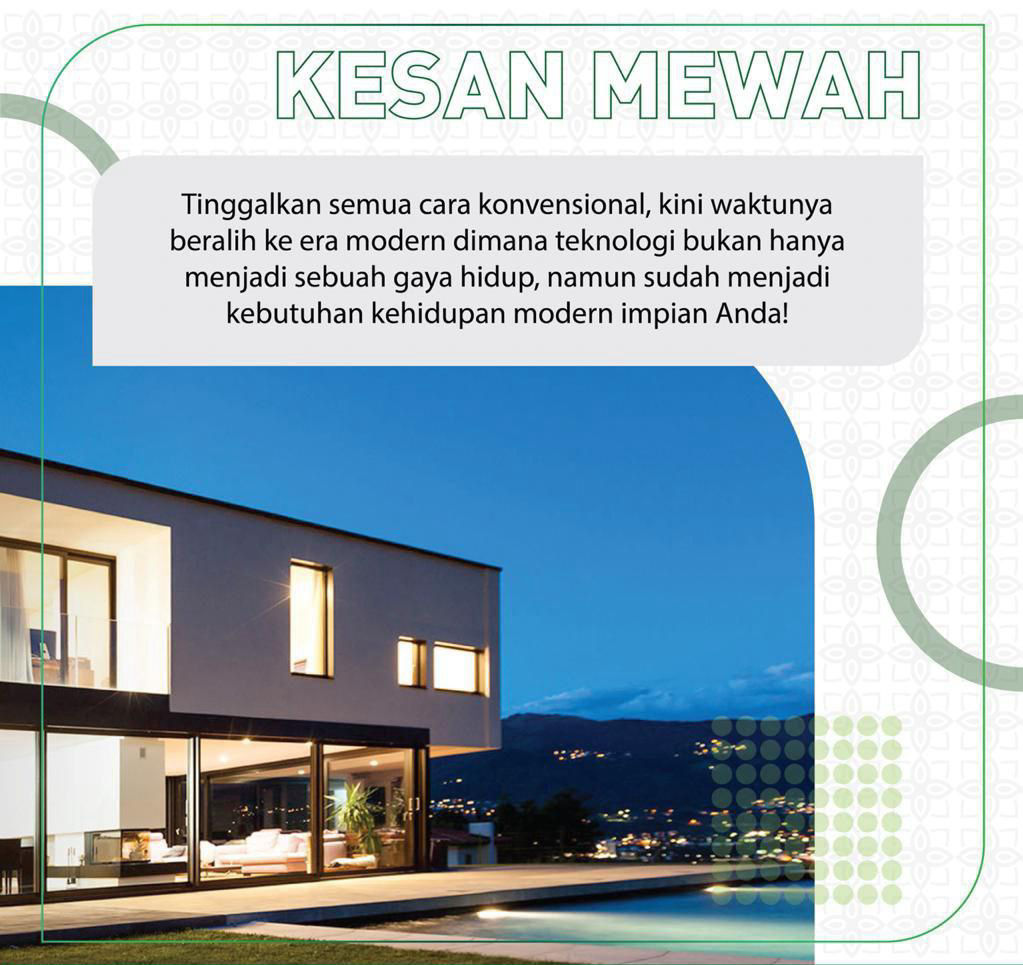 KESAN MEWAH
Tinggalkan semua cara konvensional, kini waktunya
beralih ke era modern dimana teknologi bukan hanya
menjadi sebuah gaya hidup, namun sudah menjadi
kebutuhan kehidupan modern impian Anda!